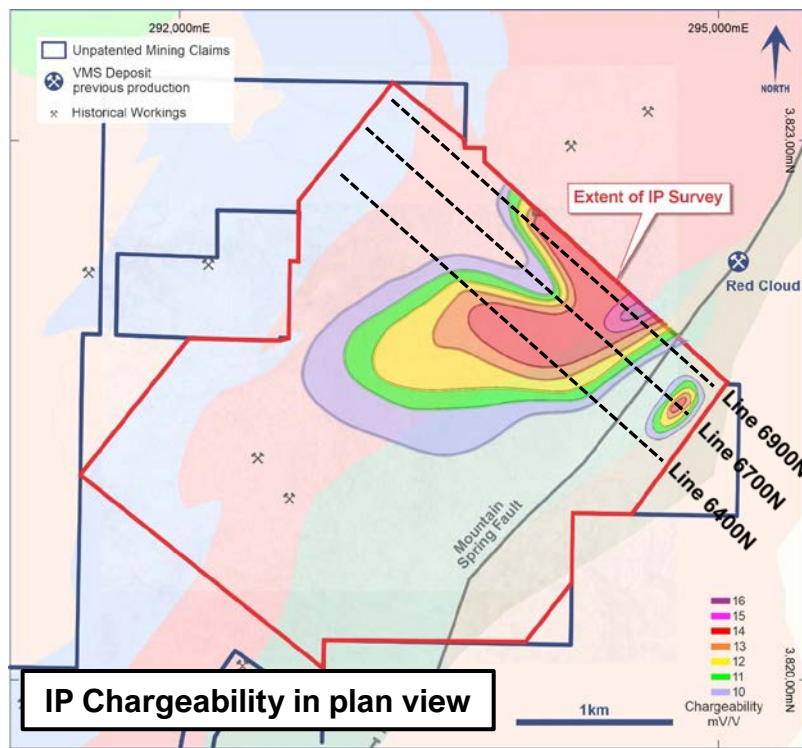 292,000mE
295,000mE
Unpatented Mining Claims
VMS Deposit
previous production
Historical Workings
NORTH
3,823,00mN
Extent of IP Survey
Red Cloud
Line 6900N
Line 6700N
Line 6400N
Mountain
Spring Fault
16
15
14
13
12
11
10
Chargeability
mV/V
3,820,00mN
IP Chargeability in plan view
1km